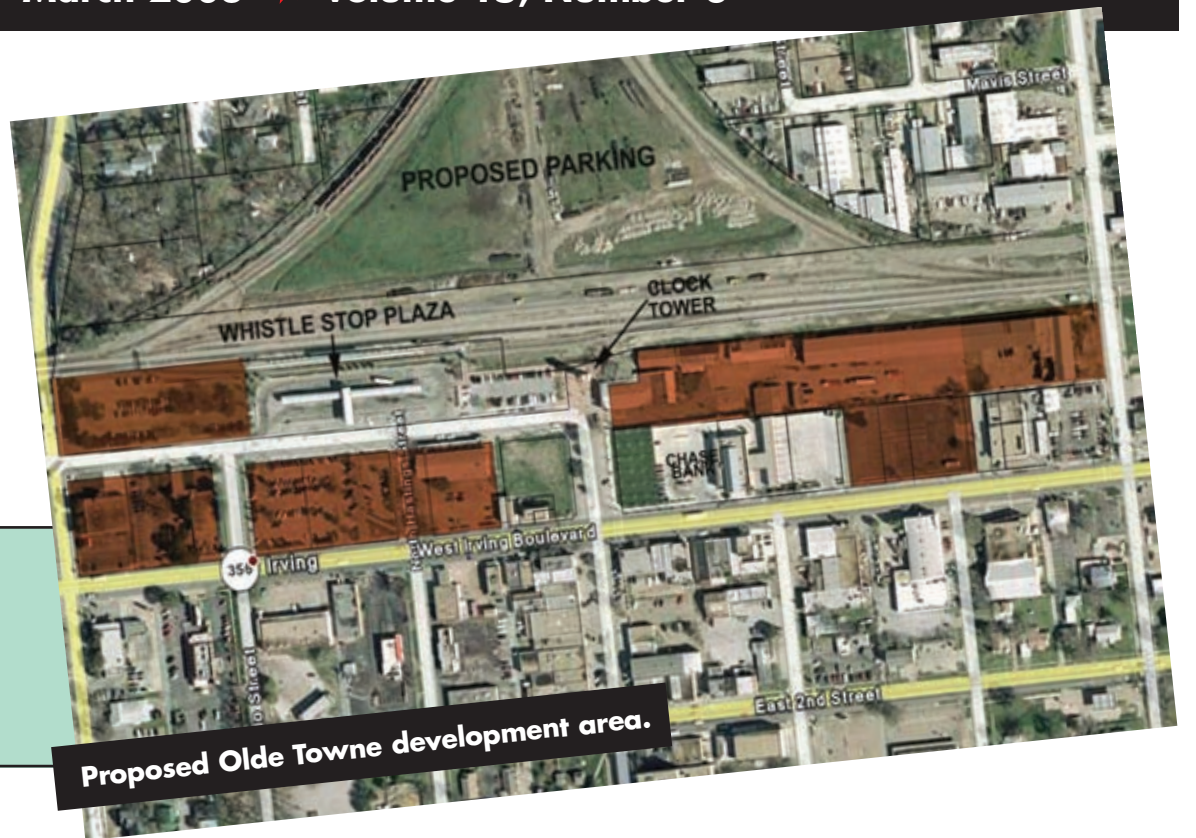 Mavis Street
PROPOSED PARKING
CLOCK
TOWER
WHISTLE STOP PLAZA
CHASE
BANK
West Irving Boulevard
356
Irving
East 2nd Street
Proposed Olde Towne development area.